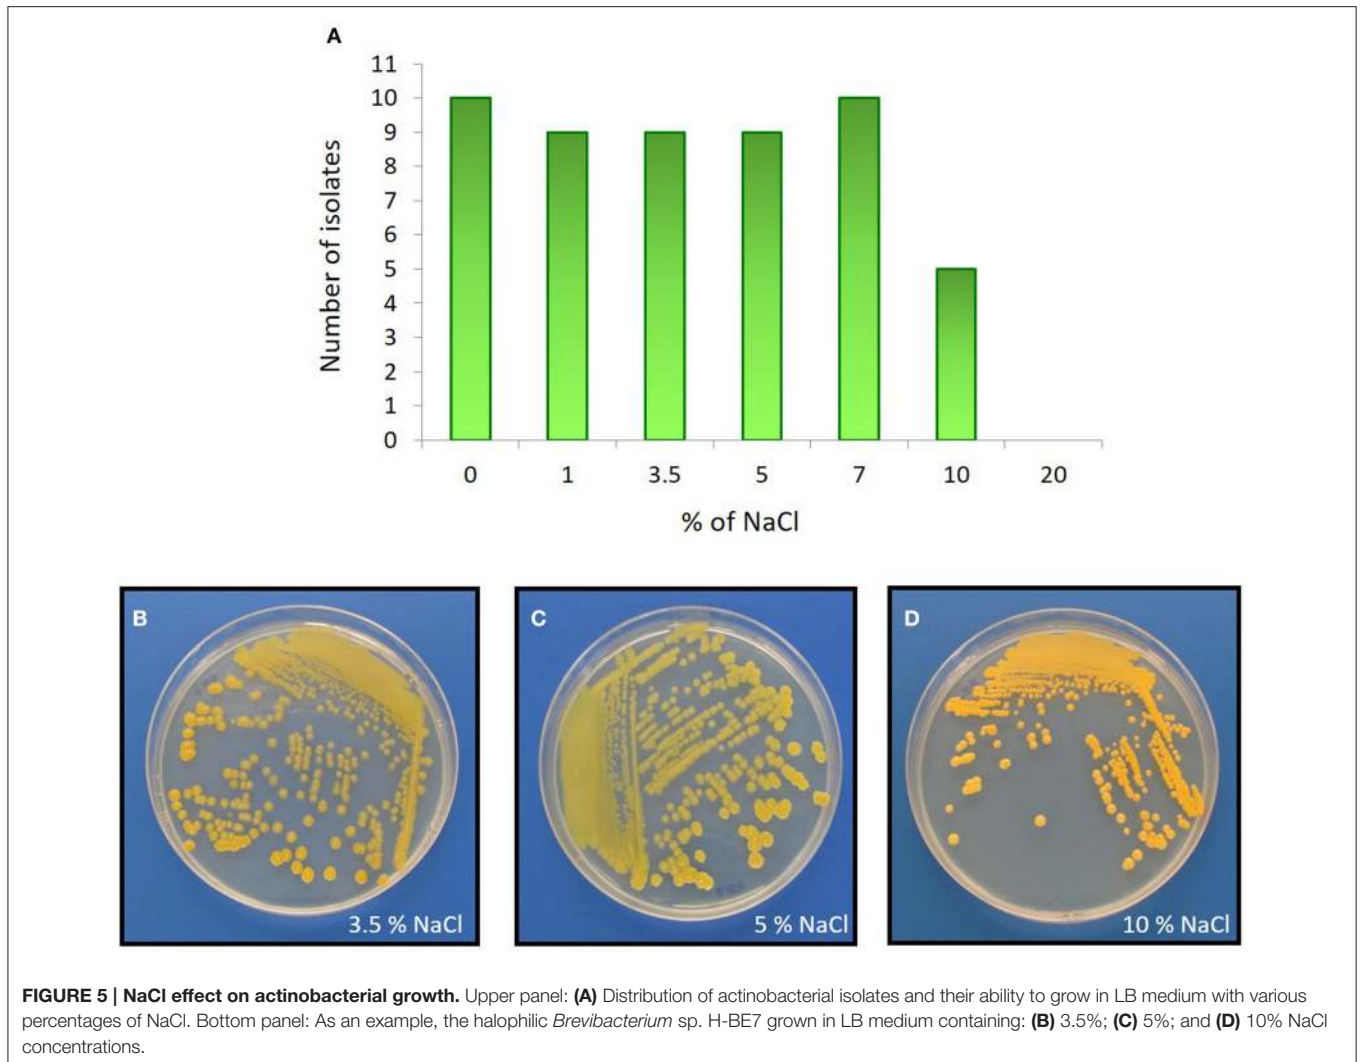 A
11
10
9
8
7
6
5
4
3
2
1
0
Number of isolates
0 1 3.5 5 7 10 20
% of NaCl
B
3.5 % NaCl
C
5 % NaCl
D
10 % NaCl
FIGURE 5 | NaCl effect on actinobacterial growth. Upper panel: (A) Distribution of actinobacterial isolates and their ability to grow in LB medium with various
percentages of NaCl. Bottom panel: As an example, the halophilic Brevibacterium sp. H-BE7 grown in LB medium containing: (B) 3.5%; (C) 5%; and (D) 10% NaCl
concentrations.